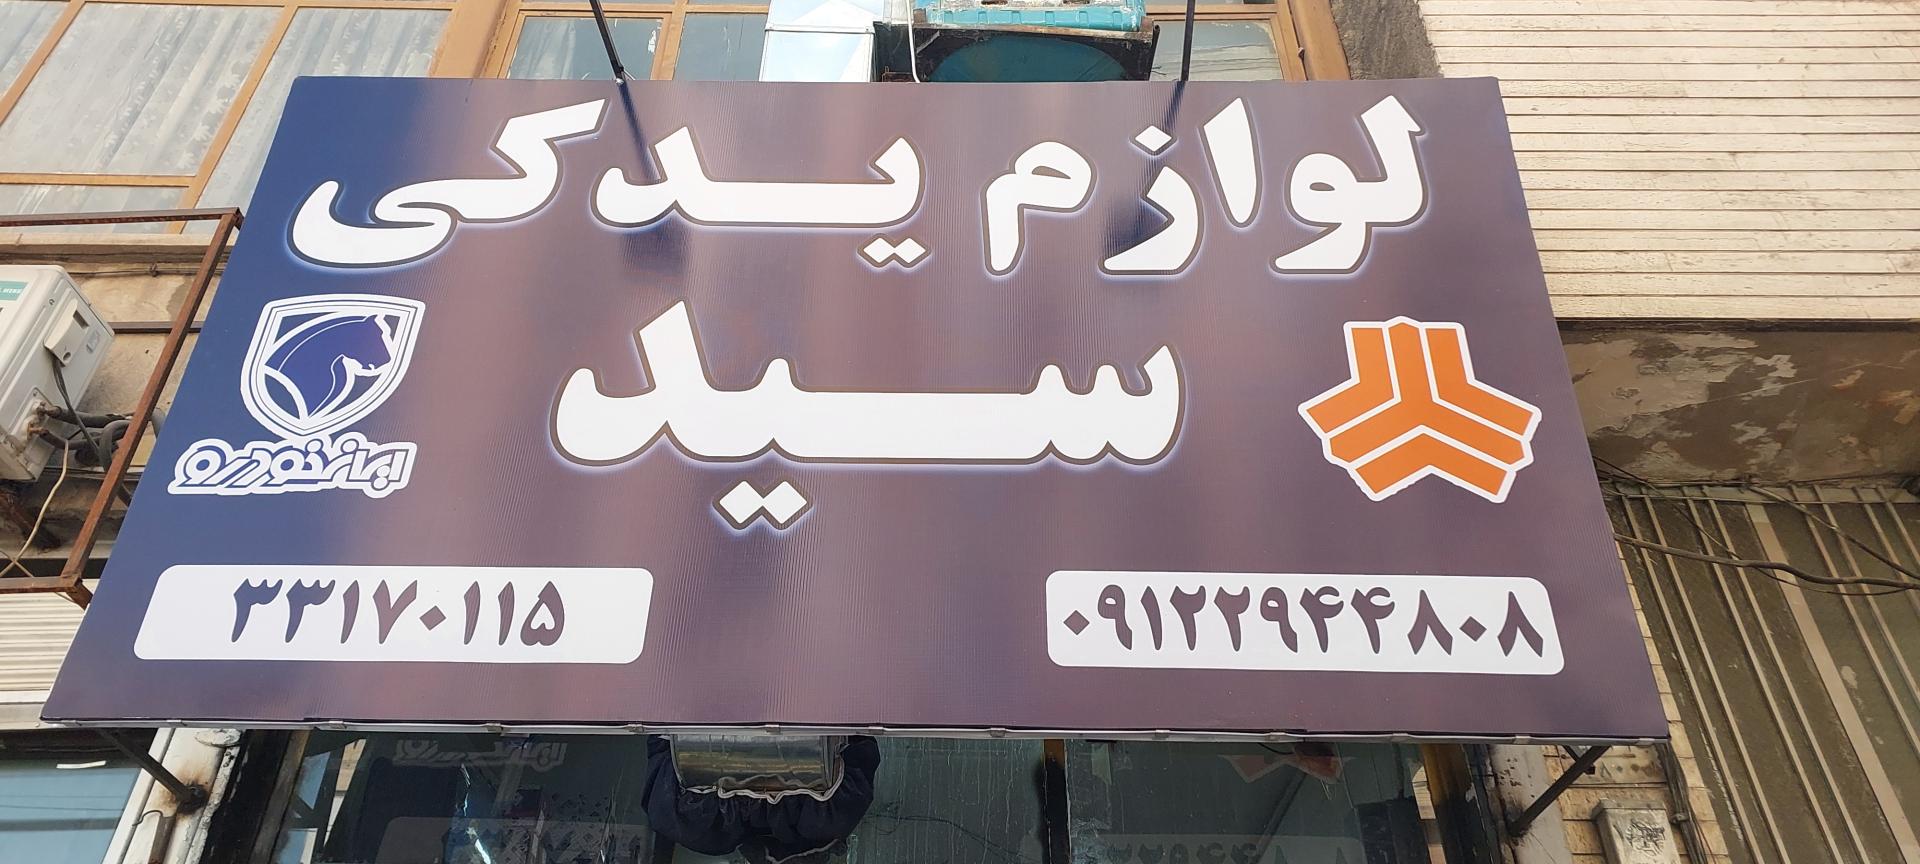 لوازم یدکی
سید
ایران خودرو
۰۹۱۲۲۹۴۴۸۰۸
۳۳۱۷۰۱۱۵